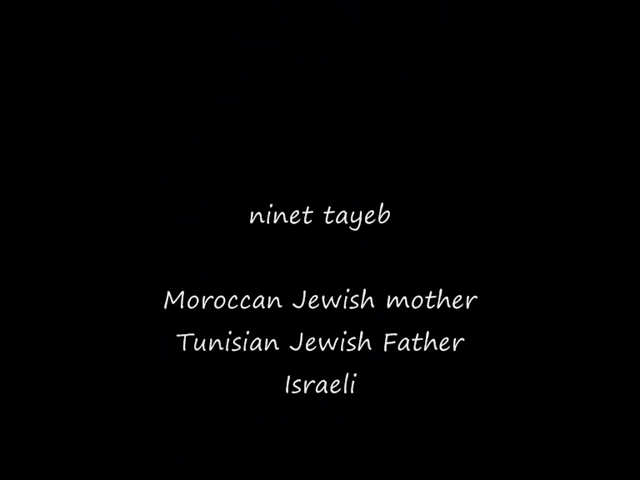 ninet tayeb
Moroccan Jewish mother
Tunisian Jewish Father
Israeli